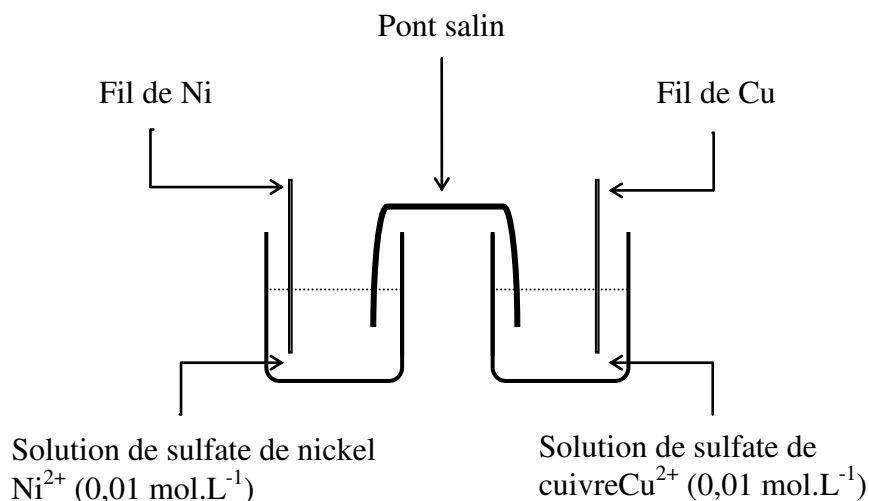 Pont salin
Fil de Ni
Fil de Cu
Solution de sulfate de nickel
Ni²⁺ (0,01 mol.L⁻¹)
Solution de sulfate de
cuivreCu²⁺ (0,01 mol.L⁻¹)